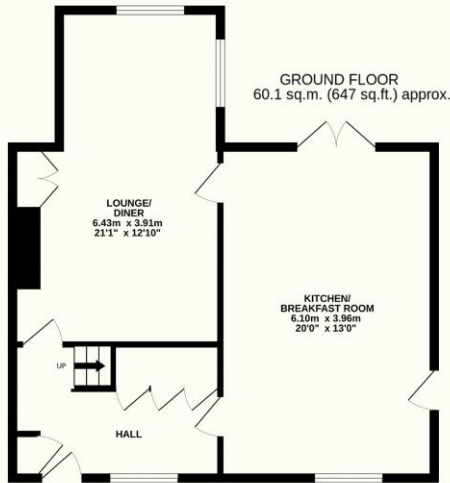 GROUND FLOOR
60.1 sq.m. (647 sq.ft.) approx.
LOUNGE/
DINER
6.43m x 3.91m
21'1" x 12'10"
KITCHEN/
BREAKFAST ROOM
6.10m x 3.96m
20'0" x 13'0"
UP
HALL